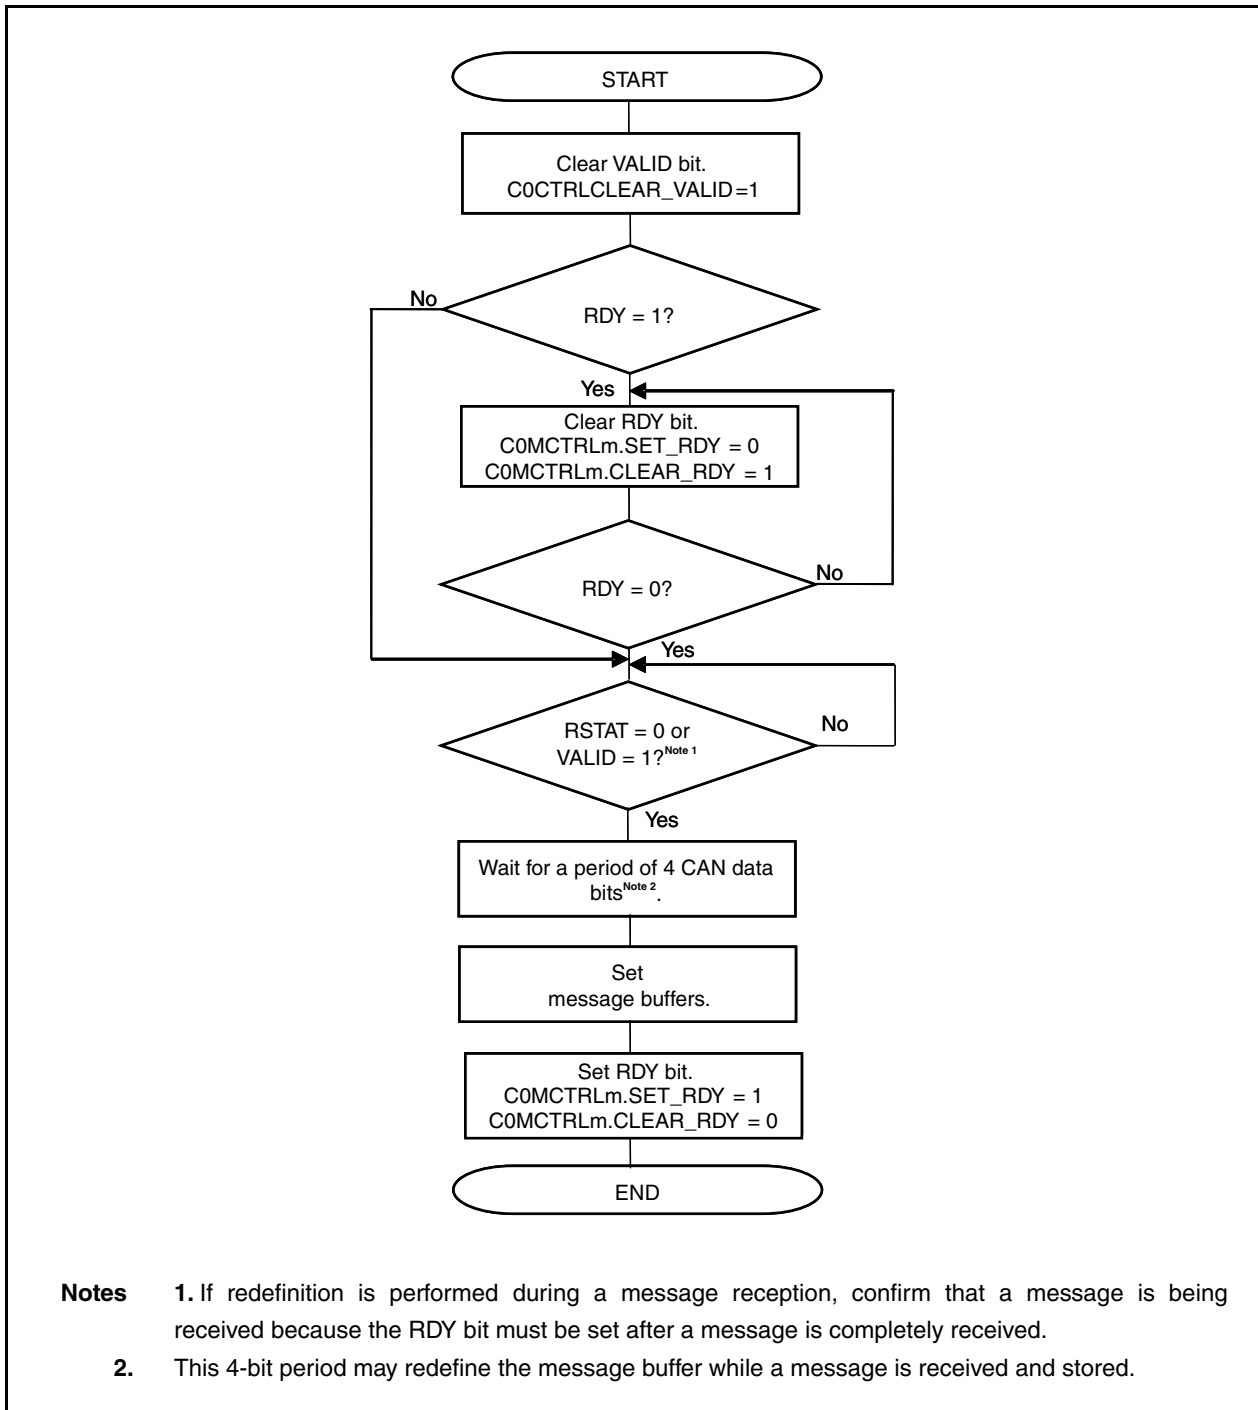 START
Clear VALID bit.
C0CTRLCLEAR_VALID=1
No
RDY = 1?
Yes
Clear RDY bit.
C0MCTRLm.SET_RDY = 0
C0MCTRLm.CLEAR_RDY = 1
RDY = 0?
No
Yes
RSTAT = 0 or
VALID = 1?Note 1
No
Yes
Wait for a period of 4 CAN data
bitsNote 2.
Set
message buffers.
Set RDY bit.
C0MCTRLm.SET_RDY = 1
C0MCTRLm.CLEAR_RDY = 0
END
Notes 1. If redefinition is performed during a message reception, confirm that a message is being
received because the RDY bit must be set after a message is completely received.
2. This 4-bit period may redefine the message buffer while a message is received and stored.